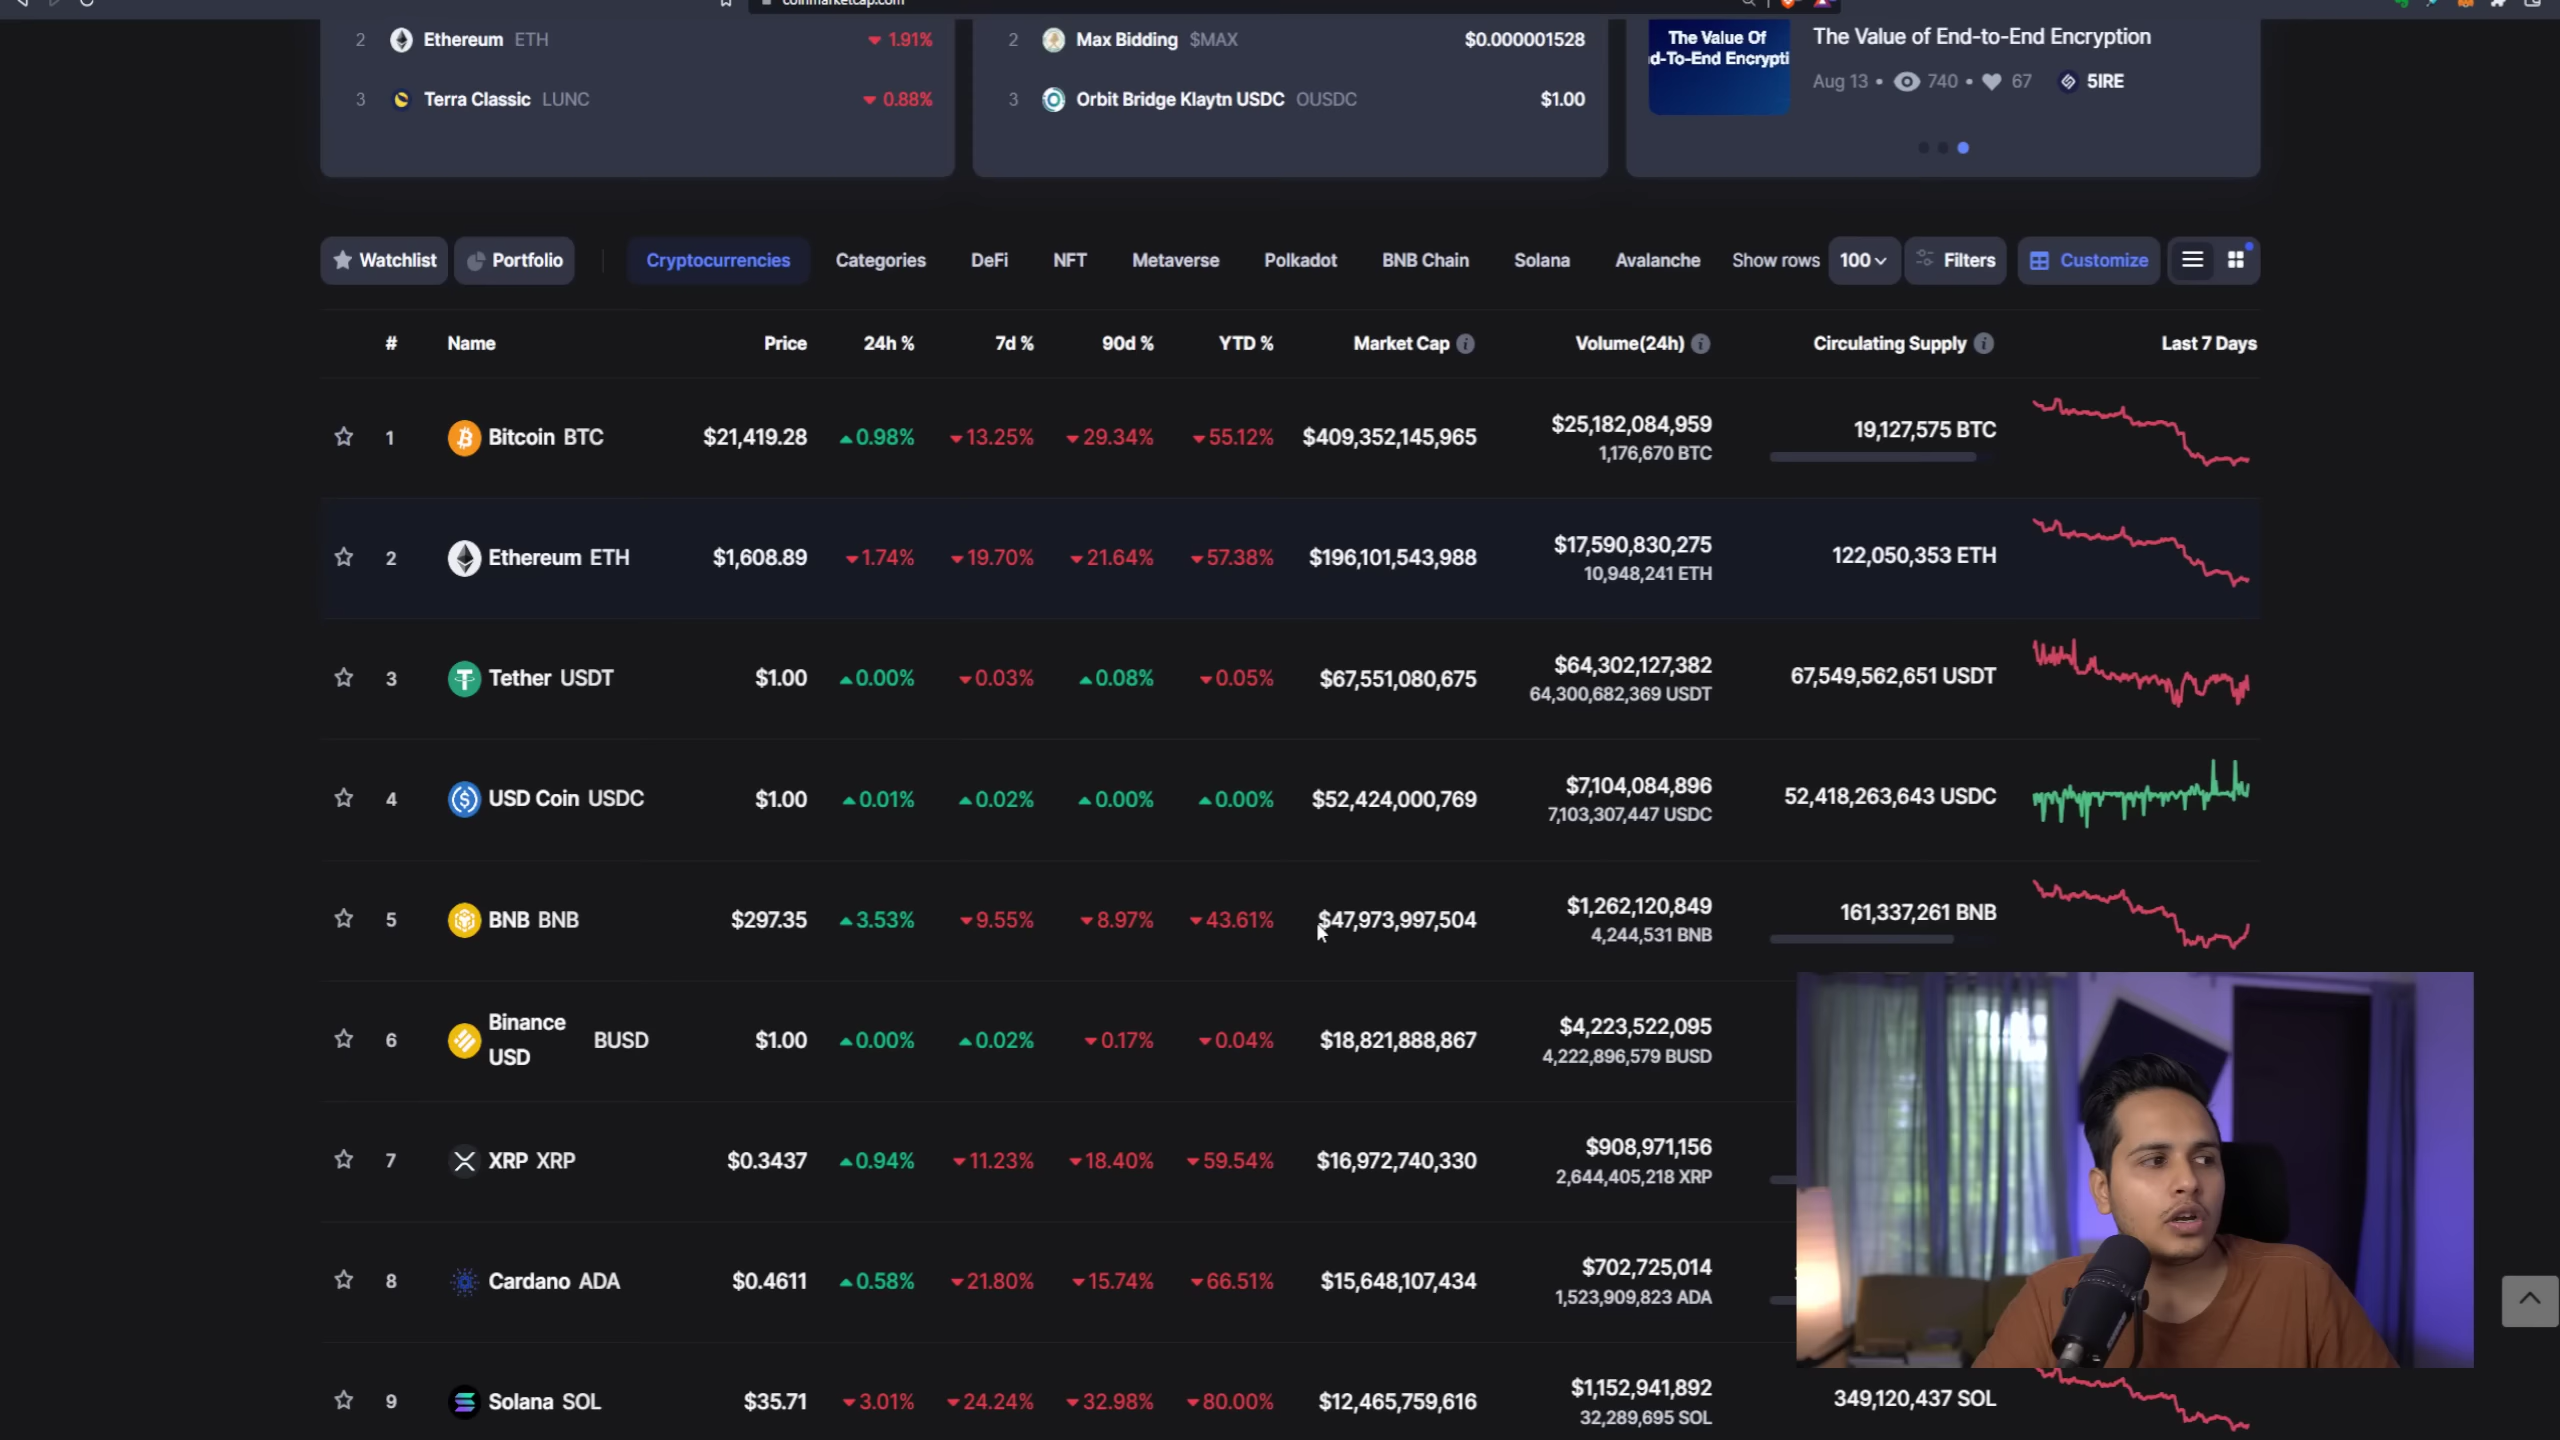 coinmarketcap.com
2 Ethereum ETH 1.91%
3 Terra Classic LUNC 0.88%
2 Max Bidding $MAX $0.000001528
3 Orbit Bridge Klaytn USDC OUSDC $1.00
The Value Of
d-To-End Encrypti
The Value of End-to-End Encryption
Aug 13 • 740 • 67 5IRE
Watchlist Portfolio Cryptocurrencies Categories DeFi NFT Metaverse Polkadot BNB Chain Solana Avalanche Show rows 100 Filters Customize
# Name Price 24h % 7d % 90d % YTD % Market Cap Volume(24h) Circulating Supply Last 7 Days
1 Bitcoin BTC $21,419.28 0.98% 13.25% 29.34% 55.12% $409,352,145,965 $25,182,084,959 19,127,575 BTC
1,176,670 BTC
2 Ethereum ETH $1,608.89 1.74% 19.70% 21.64% 57.38% $196,101,543,988 $17,590,830,275 122,050,353 ETH
10,948,241 ETH
3 Tether USDT $1.00 0.00% 0.03% 0.08% 0.05% $67,551,080,675 $64,302,127,382 67,549,562,651 USDT
64,300,682,369 USDT
4 USD Coin USDC $1.00 0.01% 0.02% 0.00% 0.00% $52,424,000,769 $7,104,084,896 52,418,263,643 USDC
7,103,307,447 USDC
5 BNB BNB $297.35 3.53% 9.55% 8.97% 43.61% $47,973,997,504 $1,262,120,849 161,337,261 BNB
4,244,531 BNB
6 Binance USD BUSD $1.00 0.00% 0.02% 0.17% 0.04% $18,821,888,867 $4,223,522,095
4,222,896,579 BUSD
7 XRP XRP $0.3437 0.94% 11.23% 18.40% 59.54% $16,972,740,330 $908,971,156
2,644,405,218 XRP
8 Cardano ADA $0.4611 0.58% 21.80% 15.74% 66.51% $15,648,107,434 $702,725,014
1,523,909,823 ADA
9 Solana SOL $35.71 3.01% 24.24% 32.98% 80.00% $12,465,759,616 $1,152,941,892 349,120,437 SOL
32,289,695 SOL